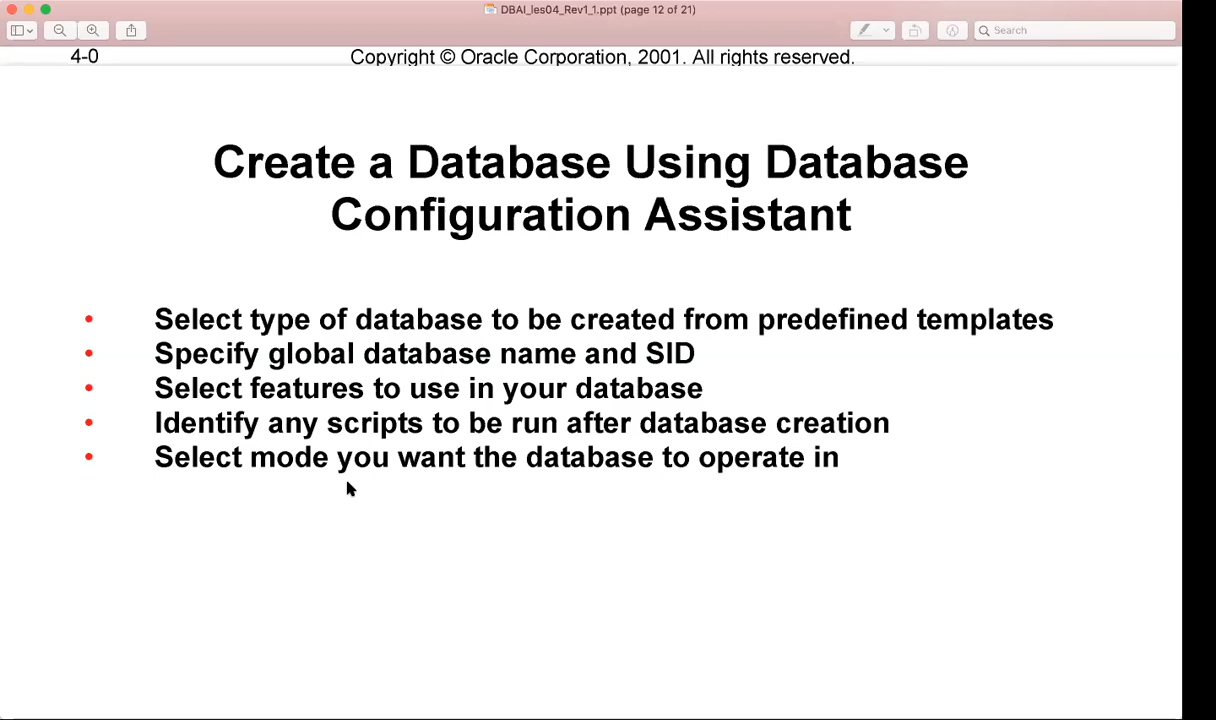 DBAI_les04_Rev1_1.ppt (page 12 of 21)
Search
4-0 Copyright © Oracle Corporation, 2001. All rights reserved.
Create a Database Using Database
Configuration Assistant
• Select type of database to be created from predefined templates
• Specify global database name and SID
• Select features to use in your database
• Identify any scripts to be run after database creation
• Select mode you want the database to operate in